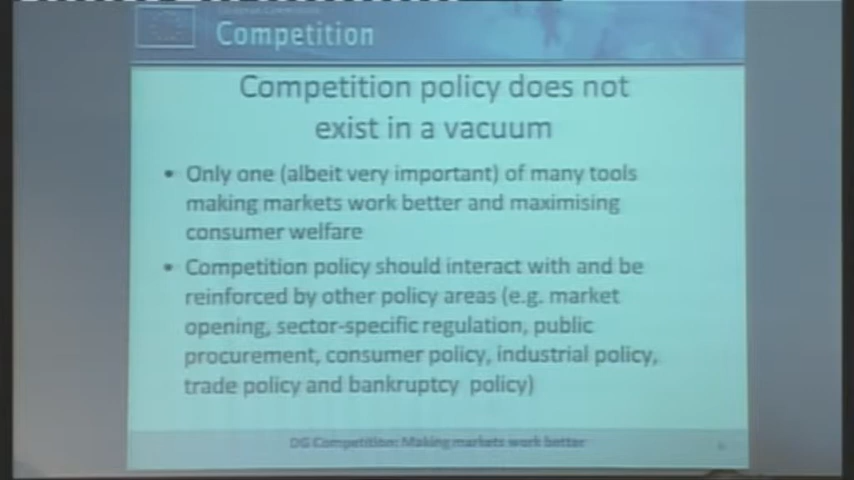 Competition
Competition policy does not
exist in a vacuum
• Only one (albeit very important) of many tools
making markets work better and maximising
consumer welfare
• Competition policy should interact with and be
reinforced by other policy areas (e.g. market
opening, sector-specific regulation, public
procurement, consumer policy, industrial policy,
trade policy and bankruptcy policy)
DG Competition: Making markets work better